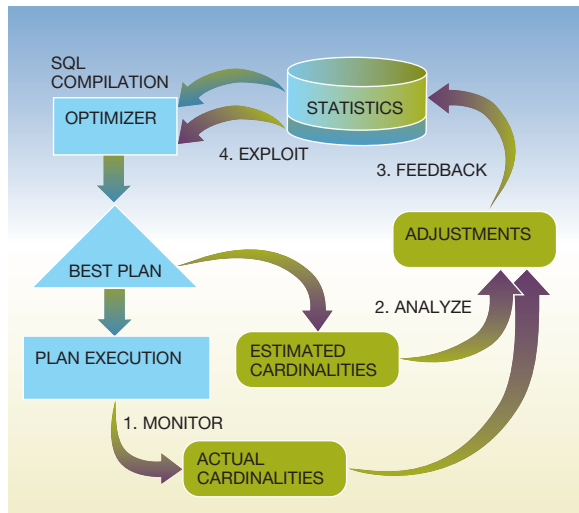 SQL
COMPILATION
OPTIMIZER
STATISTICS
4. EXPLOIT
3. FEEDBACK
ADJUSTMENTS
BEST PLAN
2. ANALYZE
PLAN EXECUTION
ESTIMATED
CARDINALITIES
1. MONITOR
ACTUAL
CARDINALITIES